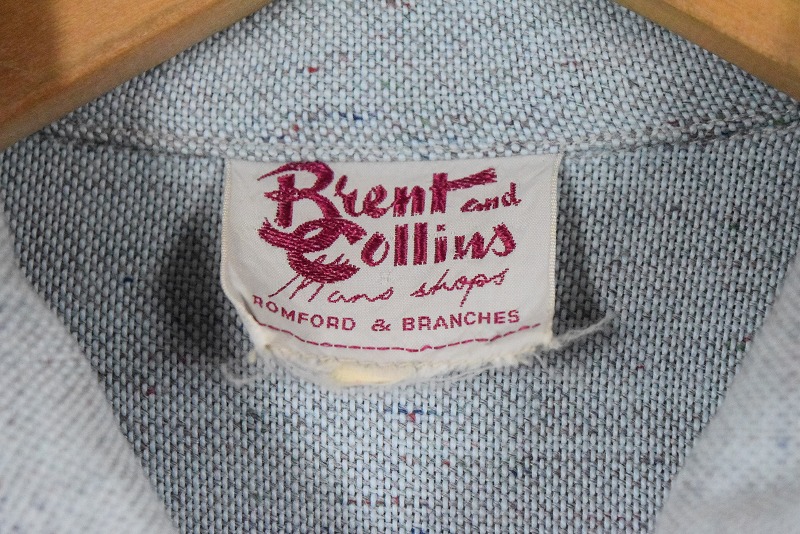 Brent and
Collins
Mans shops
ROMFORD & BRANCHES